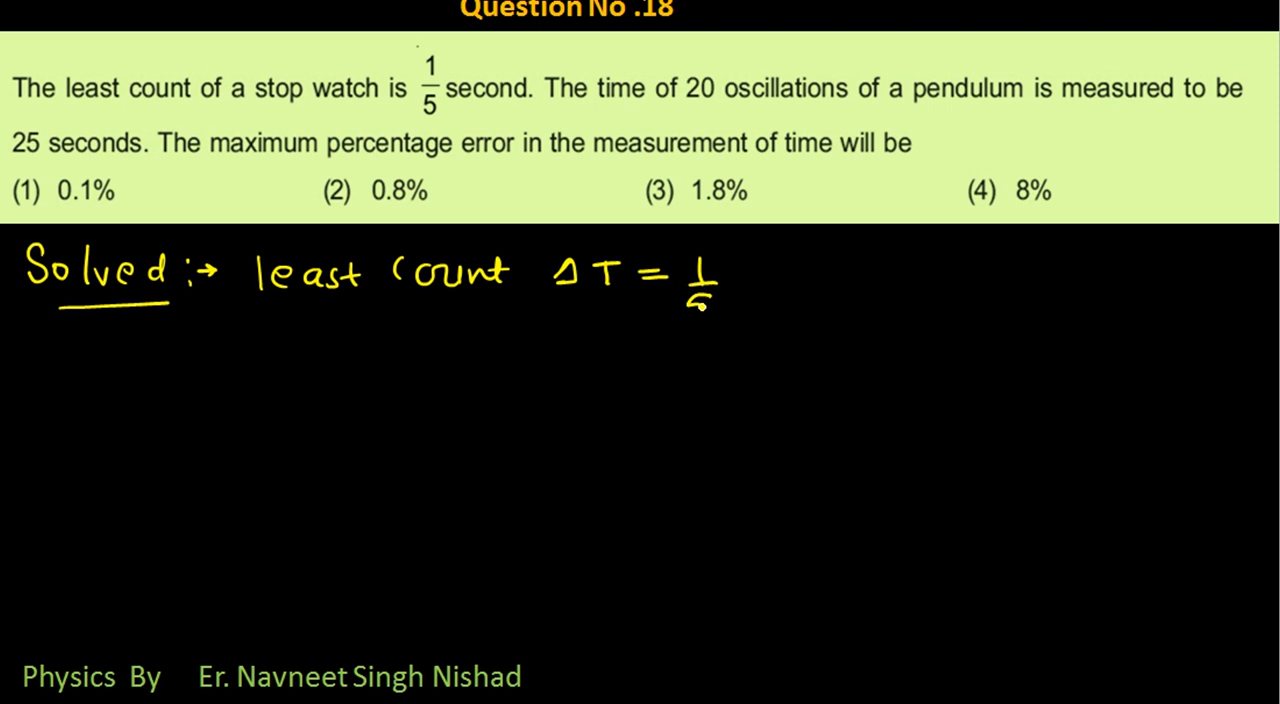 Question No .18
The least count of a stop watch is 1/5 second. The time of 20 oscillations of a pendulum is measured to be
25 seconds. The maximum percentage error in the measurement of time will be
(1) 0.1% (2) 0.8% (3) 1.8% (4) 8%
Solved :→ least count ΔT = 1/5
Physics By Er. Navneet Singh Nishad